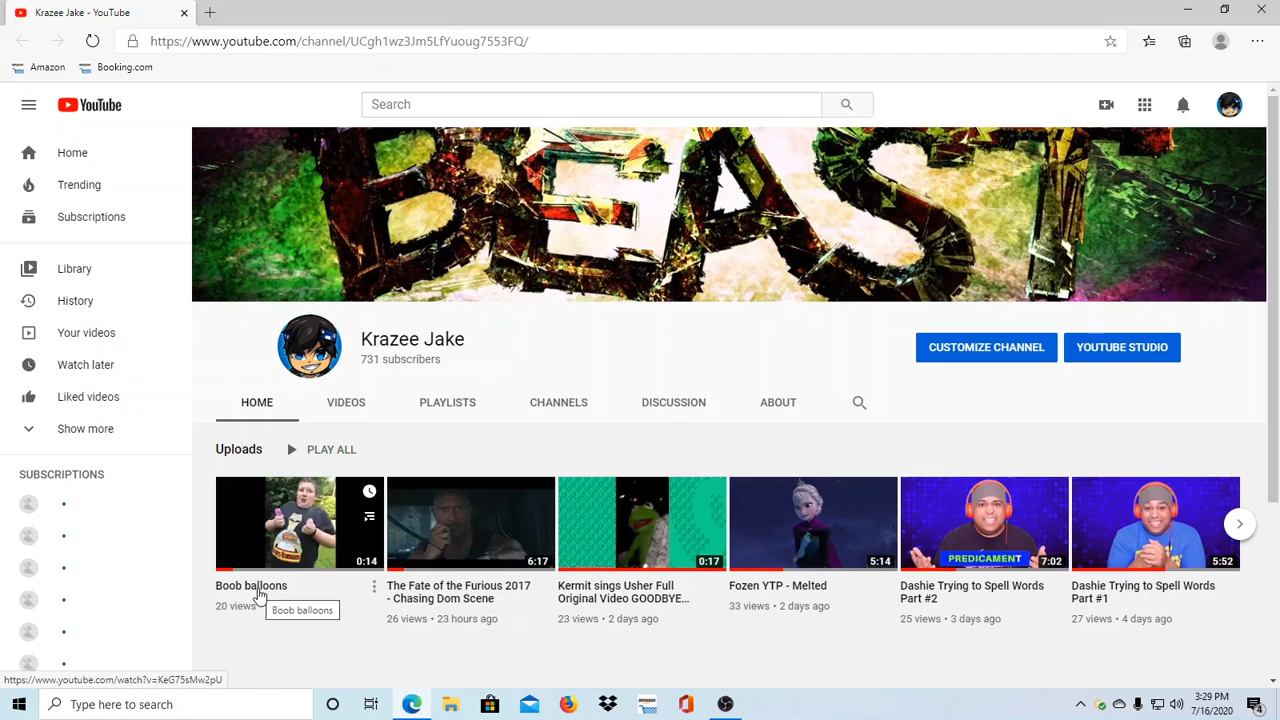 Krazee Jake - YouTube
https://www.youtube.com/channel/UCgh1wz3Jm5LfYuoug7553FQ/
Amazon
Booking.com
YouTube
Search
Home
Trending
Subscriptions
Library
History
Your videos
Watch later
Liked videos
Show more
SUBSCRIPTIONS
BEAST
Krazee Jake
731 subscribers
CUSTOMIZE CHANNEL
YOUTUBE STUDIO
HOME
VIDEOS
PLAYLISTS
CHANNELS
DISCUSSION
ABOUT
Uploads
PLAY ALL
0:14
Boob balloons
20 views
Boob balloons
6:17
The Fate of the Furious 2017
- Chasing Dom Scene
26 views • 23 hours ago
0:17
Kermit sings Usher Full
Original Video GOODBYE...
23 views • 2 days ago
5:14
Fozen YTP - Melted
33 views • 2 days ago
PREDICAMENT
7:02
Dashie Trying to Spell Words
Part #2
25 views • 3 days ago
5:52
Dashie Trying to Spell Words
Part #1
27 views • 4 days ago
https://www.youtube.com/watch?v=KeG75sMw2pU
Type here to search
amazon
3:29 PM
7/16/2020
4